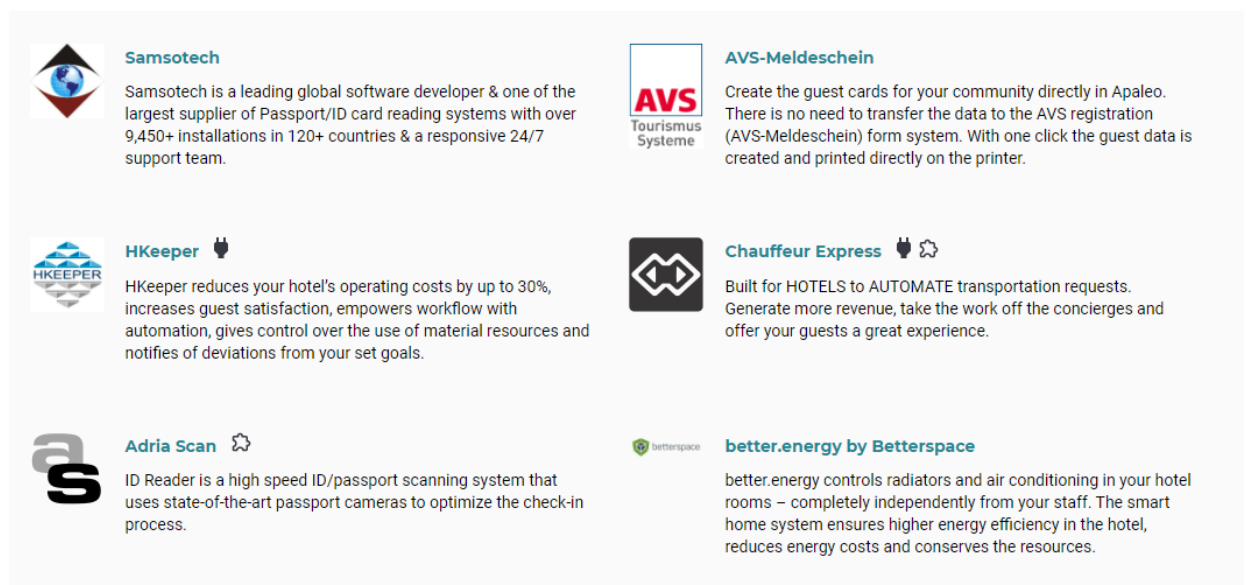 Samsotech
Samsotech is a leading global software developer & one of the
largest supplier of Passport/ID card reading systems with over
9,450+ installations in 120+ countries & a responsive 24/7
support team.
AVS
Tourismus
Systeme
AVS-Meldeschein
Create the guest cards for your community directly in Apaleo.
There is no need to transfer the data to the AVS registration
(AVS-Meldeschein) form system. With one click the guest data is
created and printed directly on the printer.
HKEEPER
HKeeper
HKeeper reduces your hotel's operating costs by up to 30%,
increases guest satisfaction, empowers workflow with
automation, gives control over the use of material resources and
notifies of deviations from your set goals.
Chauffeur Express
Built for HOTELS to AUTOMATE transportation requests.
Generate more revenue, take the work off the concierges and
offer your guests a great experience.
as
Adria Scan
ID Reader is a high speed ID/passport scanning system that
uses state-of-the-art passport cameras to optimize the check-in
process.
betterspace
better.energy by Betterspace
better.energy controls radiators and air conditioning in your hotel
rooms – completely independently from your staff. The smart
home system ensures higher energy efficiency in the hotel,
reduces energy costs and conserves the resources.